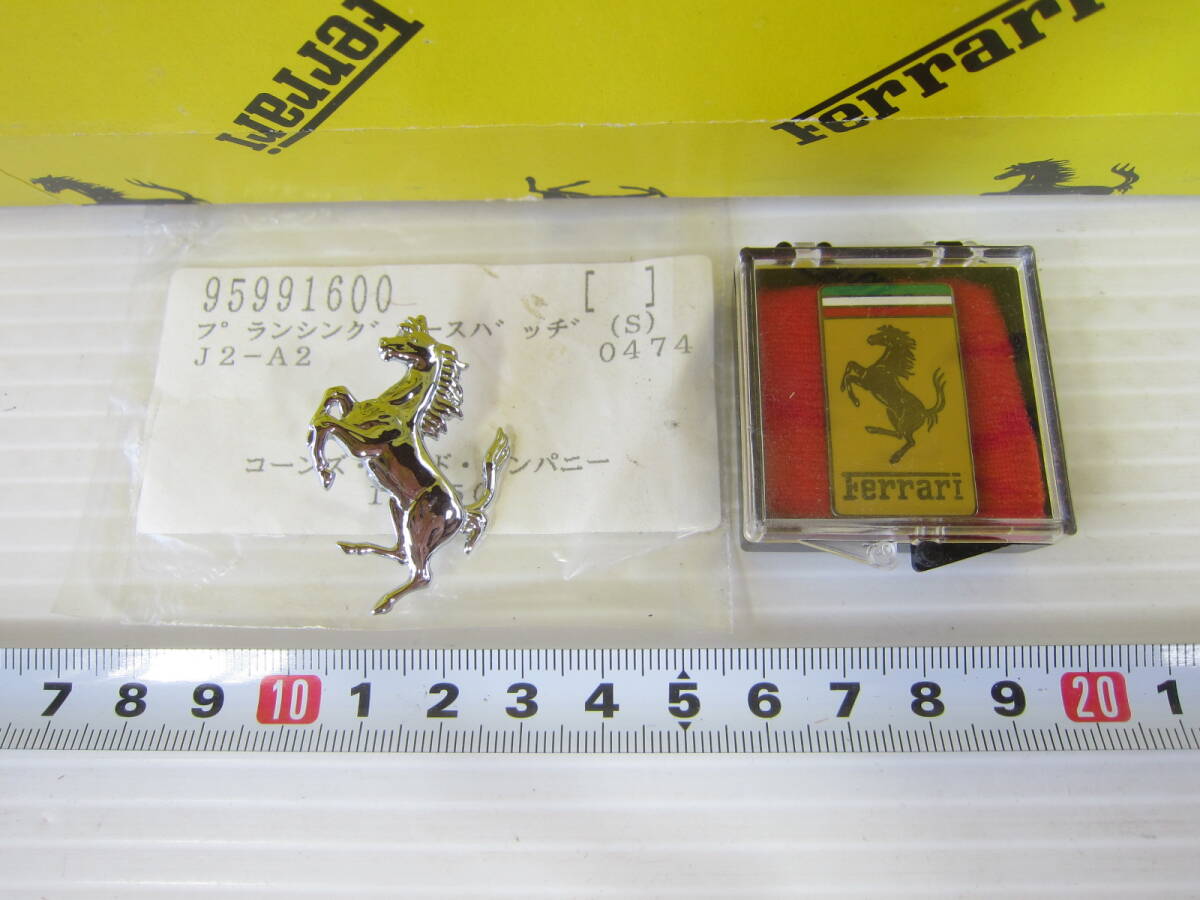 Ferrari
Ferrari
95991600 [ ]
プランシング ースバッヂ (S)
J2-A2 0474
コーンズ・ ド・ ンパニー
Ferrari
7 8 9 10 1 2 3 4 5 6 7 8 9 20 1